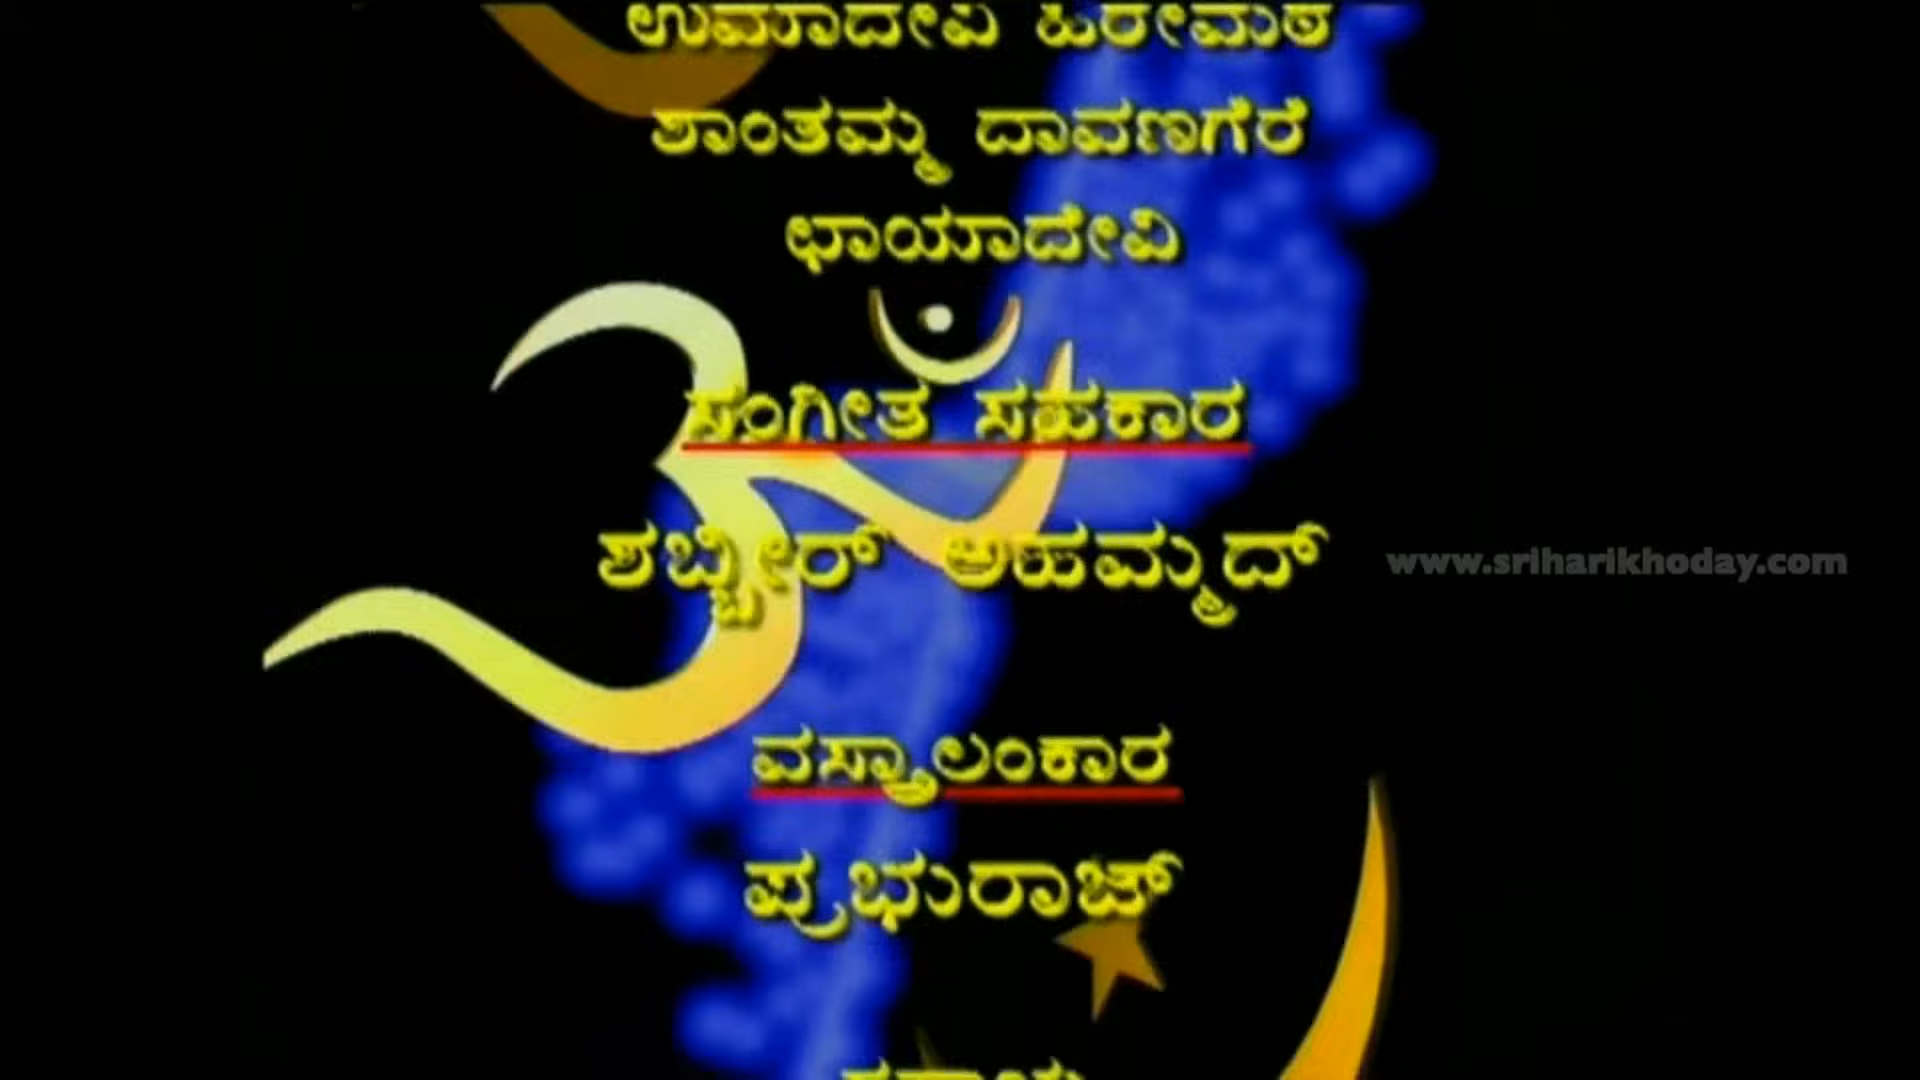 ಉಮಾದೇವಿ ಹಿರೇಮಠ
ಶಾಂತಮ್ಮ ದಾವಣಗೆರೆ
ಛಾಯಾದೇವಿ
ಸಂಗೀತ ಸಹಕಾರ
ಶಬ್ಬೀರ್ ಅಹಮ್ಮದ್
www.sriharikhoday.com
ವಸ್ತ್ರಾಲಂಕಾರ
ಪ್ರಭುರಾಜ್